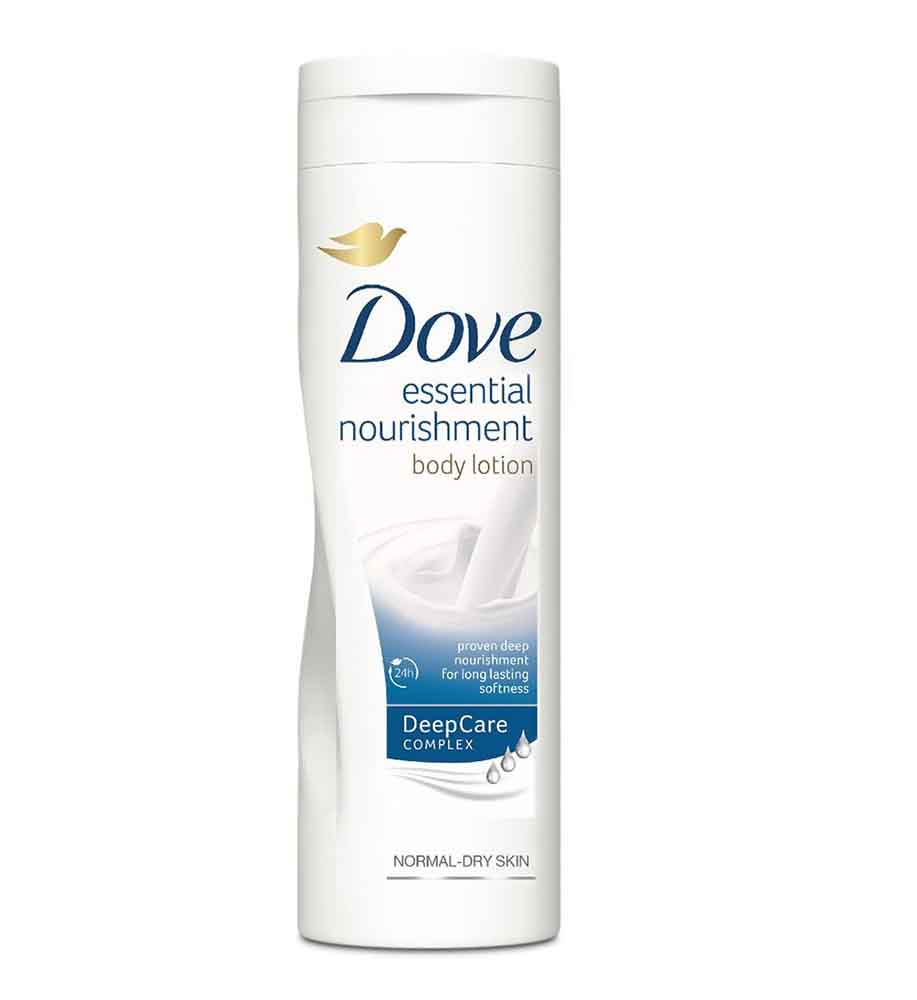 Dove
essential
nourishment
body lotion
proven deep
nourishment
for long lasting
softness
24h
DeepCare
COMPLEX
NORMAL-DRY SKIN